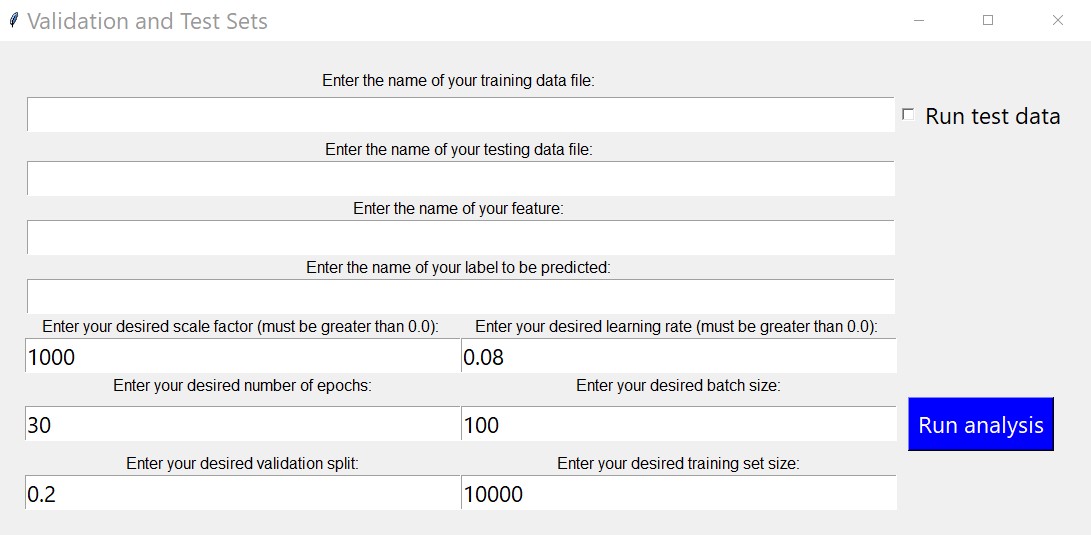 Validation and Test Sets
Enter the name of your training data file:
Run test data
Enter the name of your testing data file:
Enter the name of your feature:
Enter the name of your label to be predicted:
Enter your desired scale factor (must be greater than 0.0): Enter your desired learning rate (must be greater than 0.0):
1000 0.08
Enter your desired number of epochs: Enter your desired batch size:
30 100 Run analysis
Enter your desired validation split: Enter your desired training set size:
0.2 10000